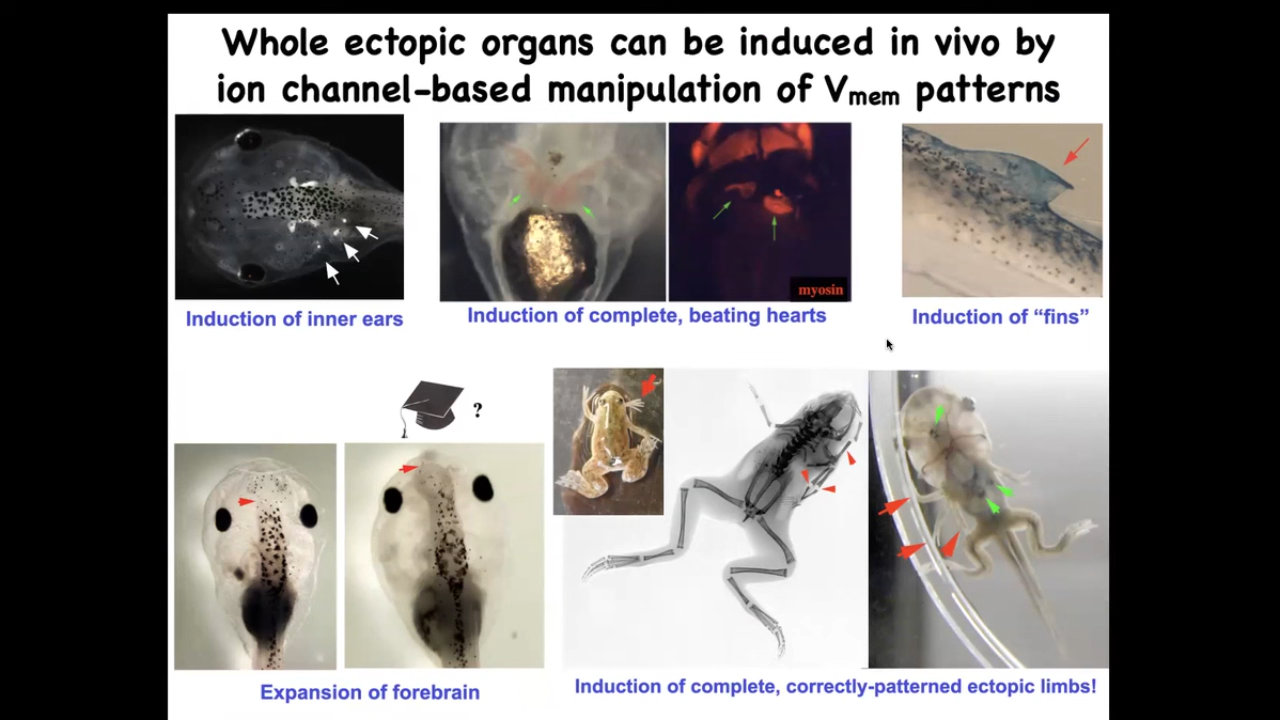 Whole ectopic organs can be induced in vivo by
ion channel-based manipulation of Vmem patterns
myosin
Induction of inner ears
Induction of complete, beating hearts
Induction of “fins”
?
Expansion of forebrain
Induction of complete, correctly-patterned ectopic limbs!